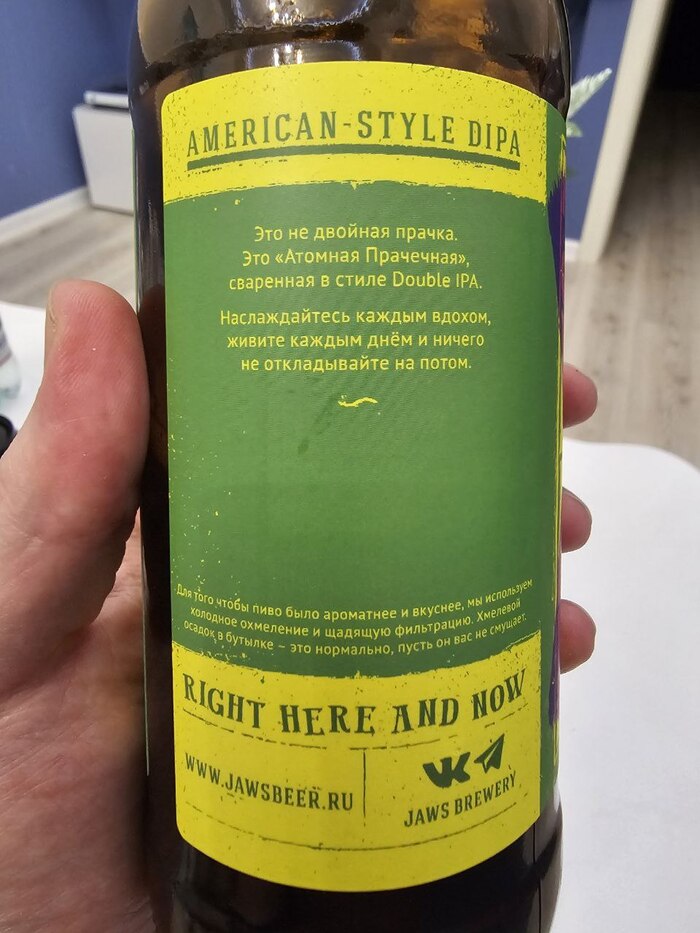 AMERICAN-STYLE DIPA
Это не двойная прачка.
Это «Атомная Прачечная»,
сваренная в стиле Double IPA.
Наслаждайтесь каждым вдохом,
живите каждым днём и ничего
не откладывайте на потом.
Для того чтобы пиво было ароматнее и вкуснее, мы используем
холодное охмеление и щадящую фильтрацию. Хмелевой
осадок в бутылке – это нормально, пусть он вас не смущает.
RIGHT HERE AND NOW
WWW.JAWSBEER.RU
VK
JAWS BREWERY